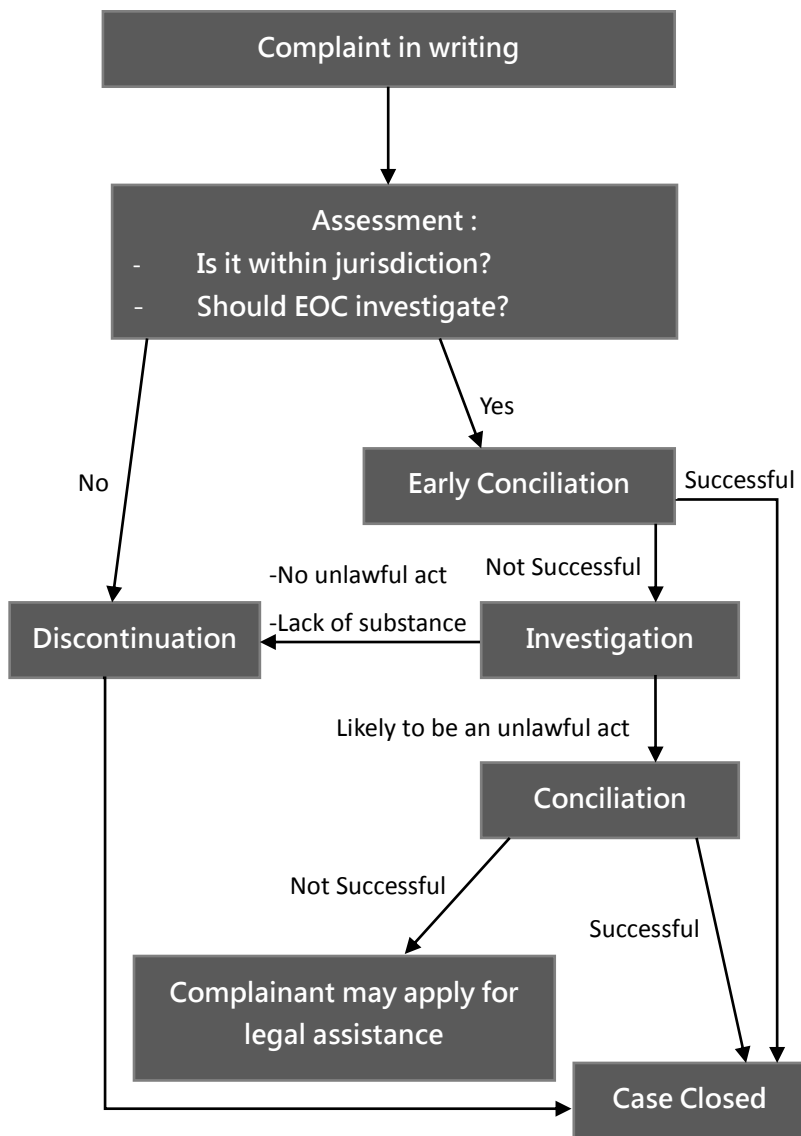 Complaint in writing
Assessment :
- Is it within jurisdiction?
- Should EOC investigate?
Yes
No
Early Conciliation
Successful
Not Successful
-No unlawful act
-Lack of substance
Discontinuation
Investigation
Likely to be an unlawful act
Conciliation
Not Successful
Successful
Complainant may apply for
legal assistance
Case Closed